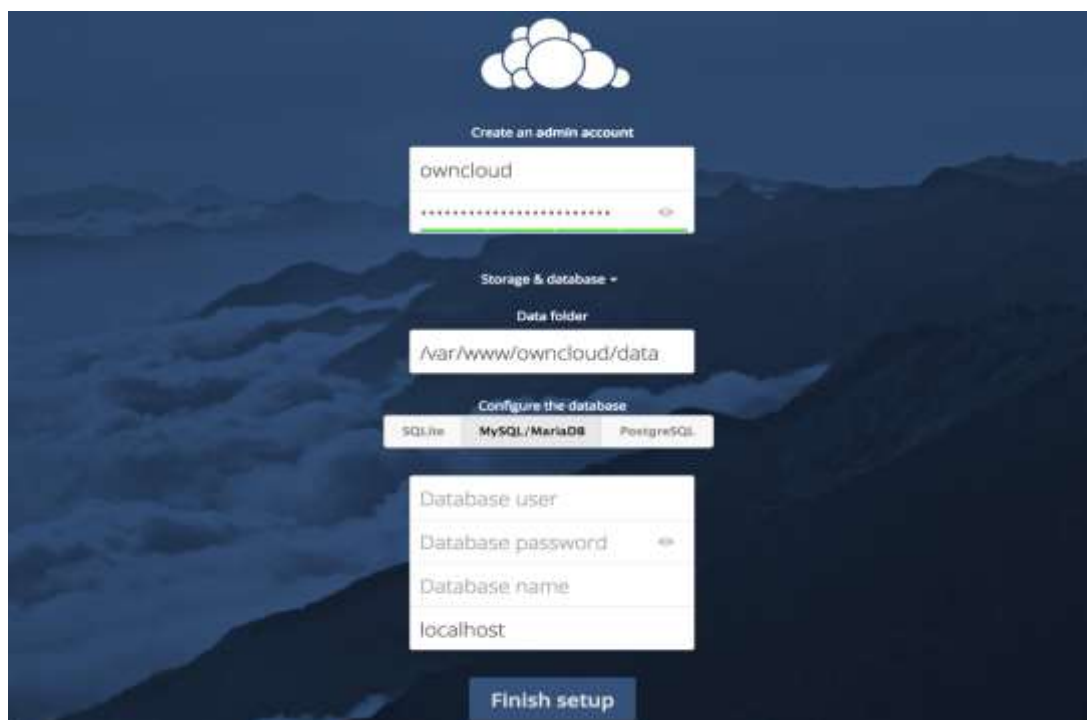 Create an admin account
owncloud
Storage & database
Data folder
/var/www/owncloud/data
Configure the database
SQLite MySQL/MariaDB PostgreSQL
Database user
Database password
Database name
localhost
Finish setup